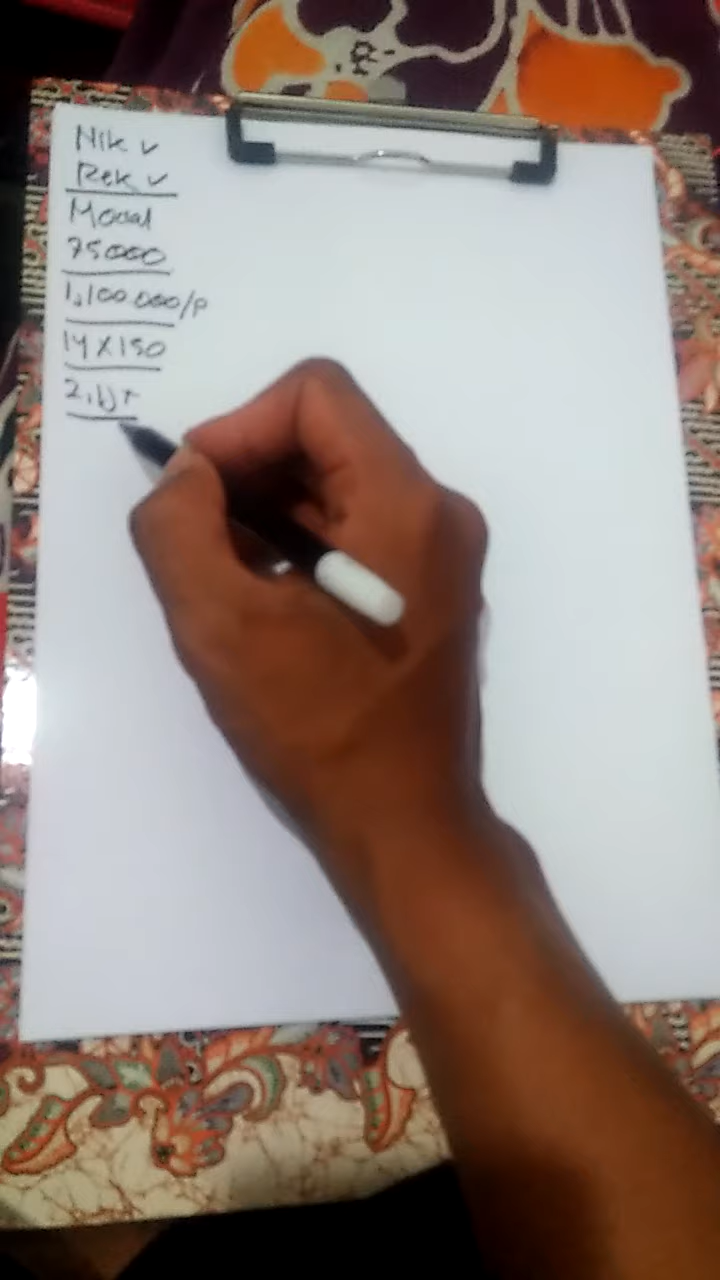 Nik ✓
Rek ✓
Modal
75000
1,100.000/P
14 X 150
2,1Jt